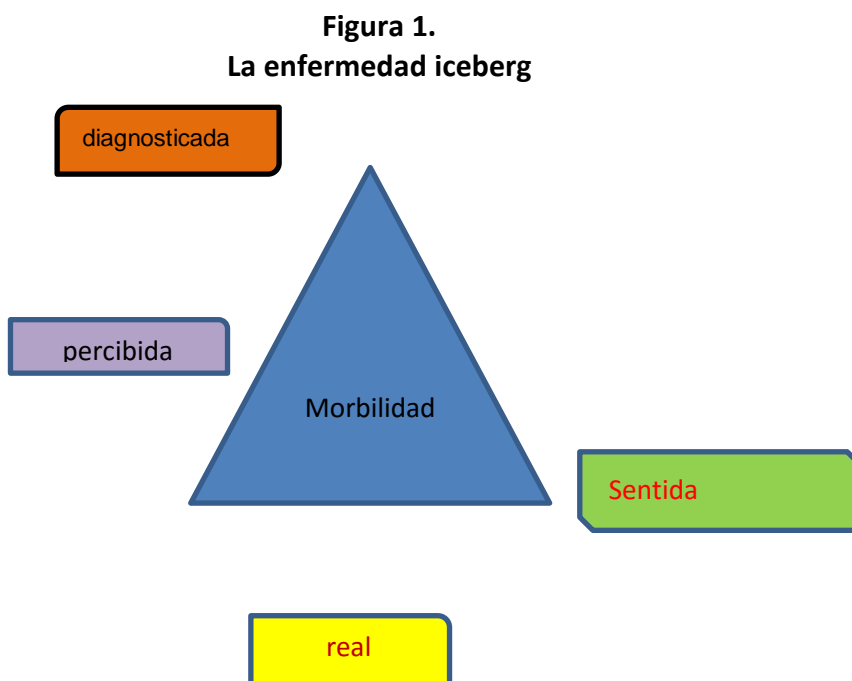 Figura 1.
La enfermedad iceberg
diagnosticada
percibida
Morbilidad
Sentida
real